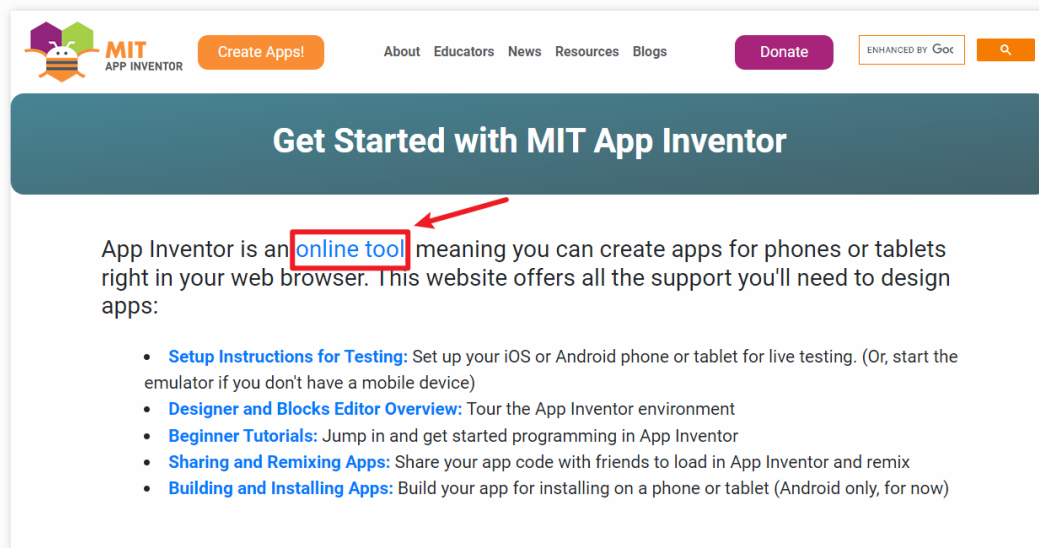 MIT
APP INVENTOR
Create Apps!
About Educators News Resources Blogs
Donate
ENHANCED BY Goo
Get Started with MIT App Inventor
App Inventor is an online tool, meaning you can create apps for phones or tablets
right in your web browser. This website offers all the support you'll need to design
apps:
• Setup Instructions for Testing: Set up your iOS or Android phone or tablet for live testing. (Or, start the
emulator if you don't have a mobile device)
• Designer and Blocks Editor Overview: Tour the App Inventor environment
• Beginner Tutorials: Jump in and get started programming in App Inventor
• Sharing and Remixing Apps: Share your app code with friends to load in App Inventor and remix
• Building and Installing Apps: Build your app for installing on a phone or tablet (Android only, for now)